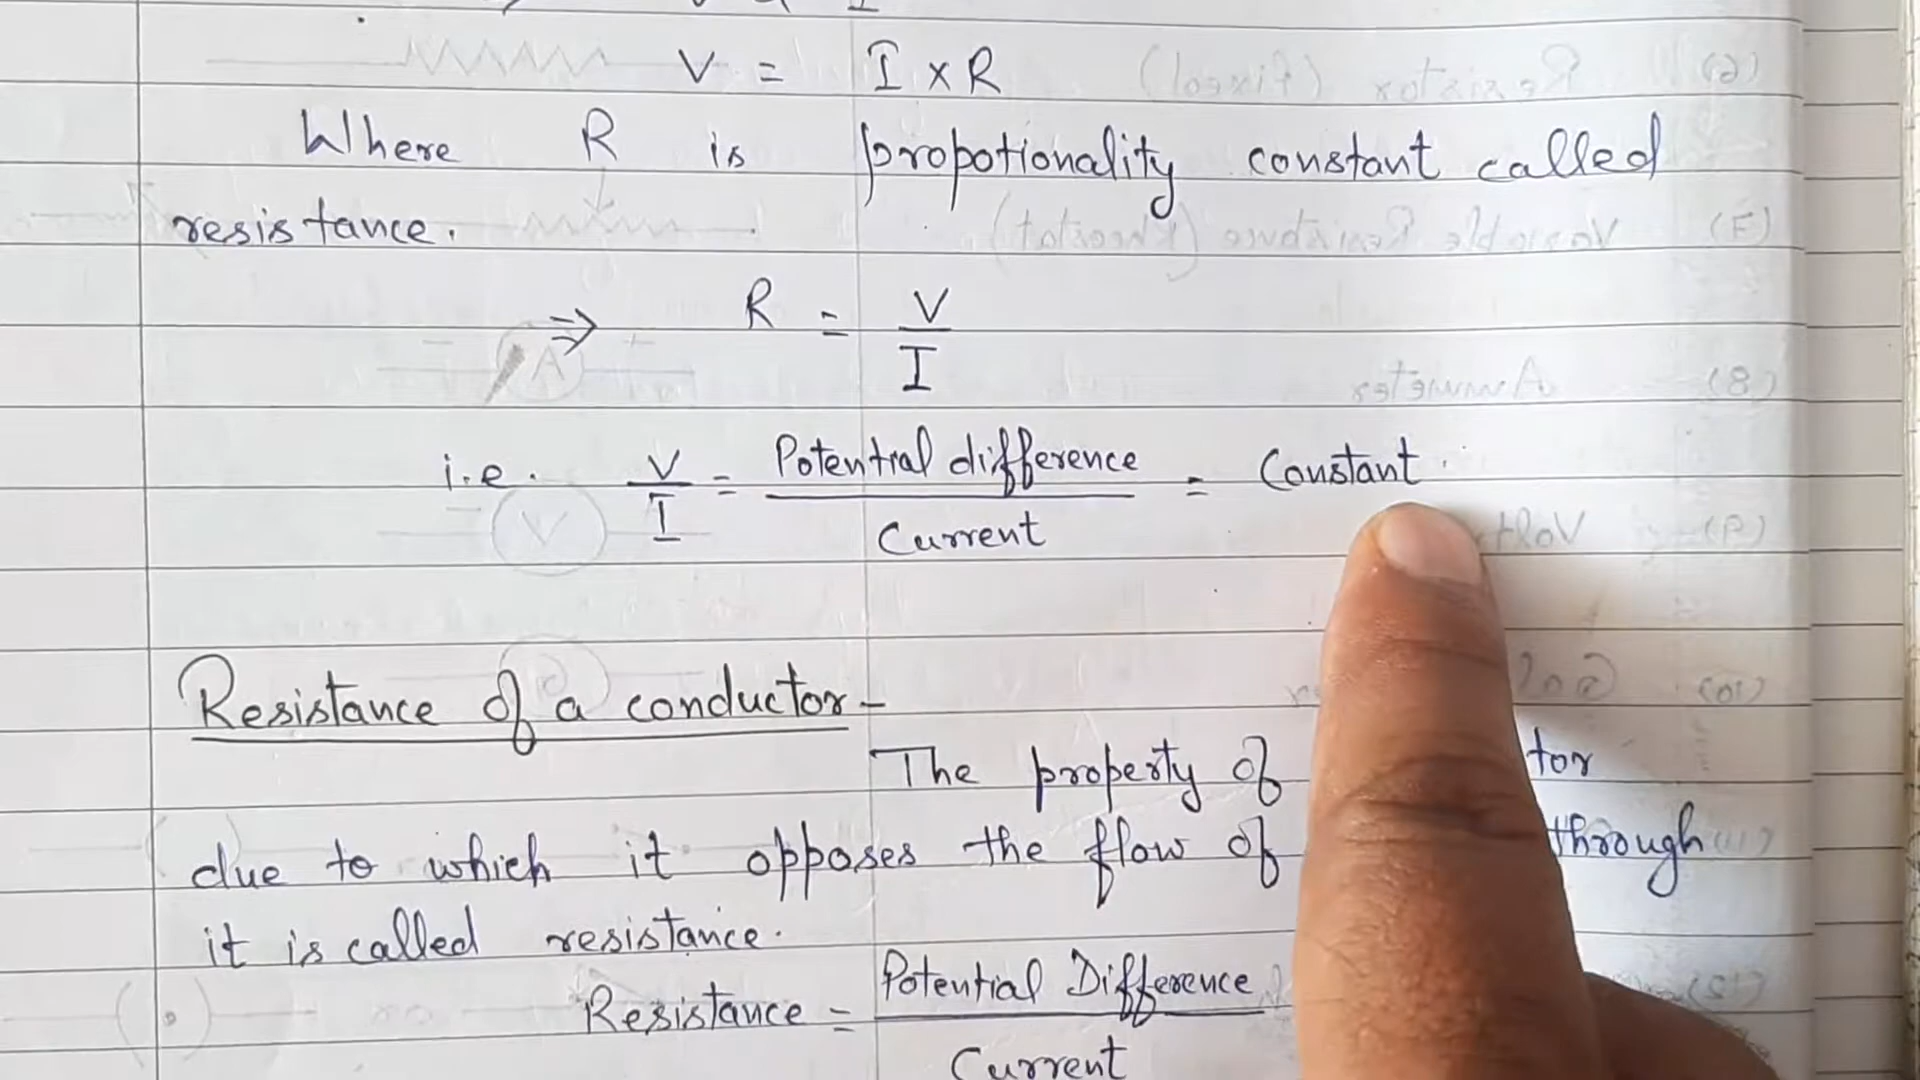 V = I x R
Where R is propotionality constant called
resistance.
⇒ R = V/I
i.e. V/I = Potential difference/Current = Constant.
Resistance of a conductor-
The property of tor
due to which it opposes the flow of through
it is called resistance.
Resistance = Potential Difference/Current